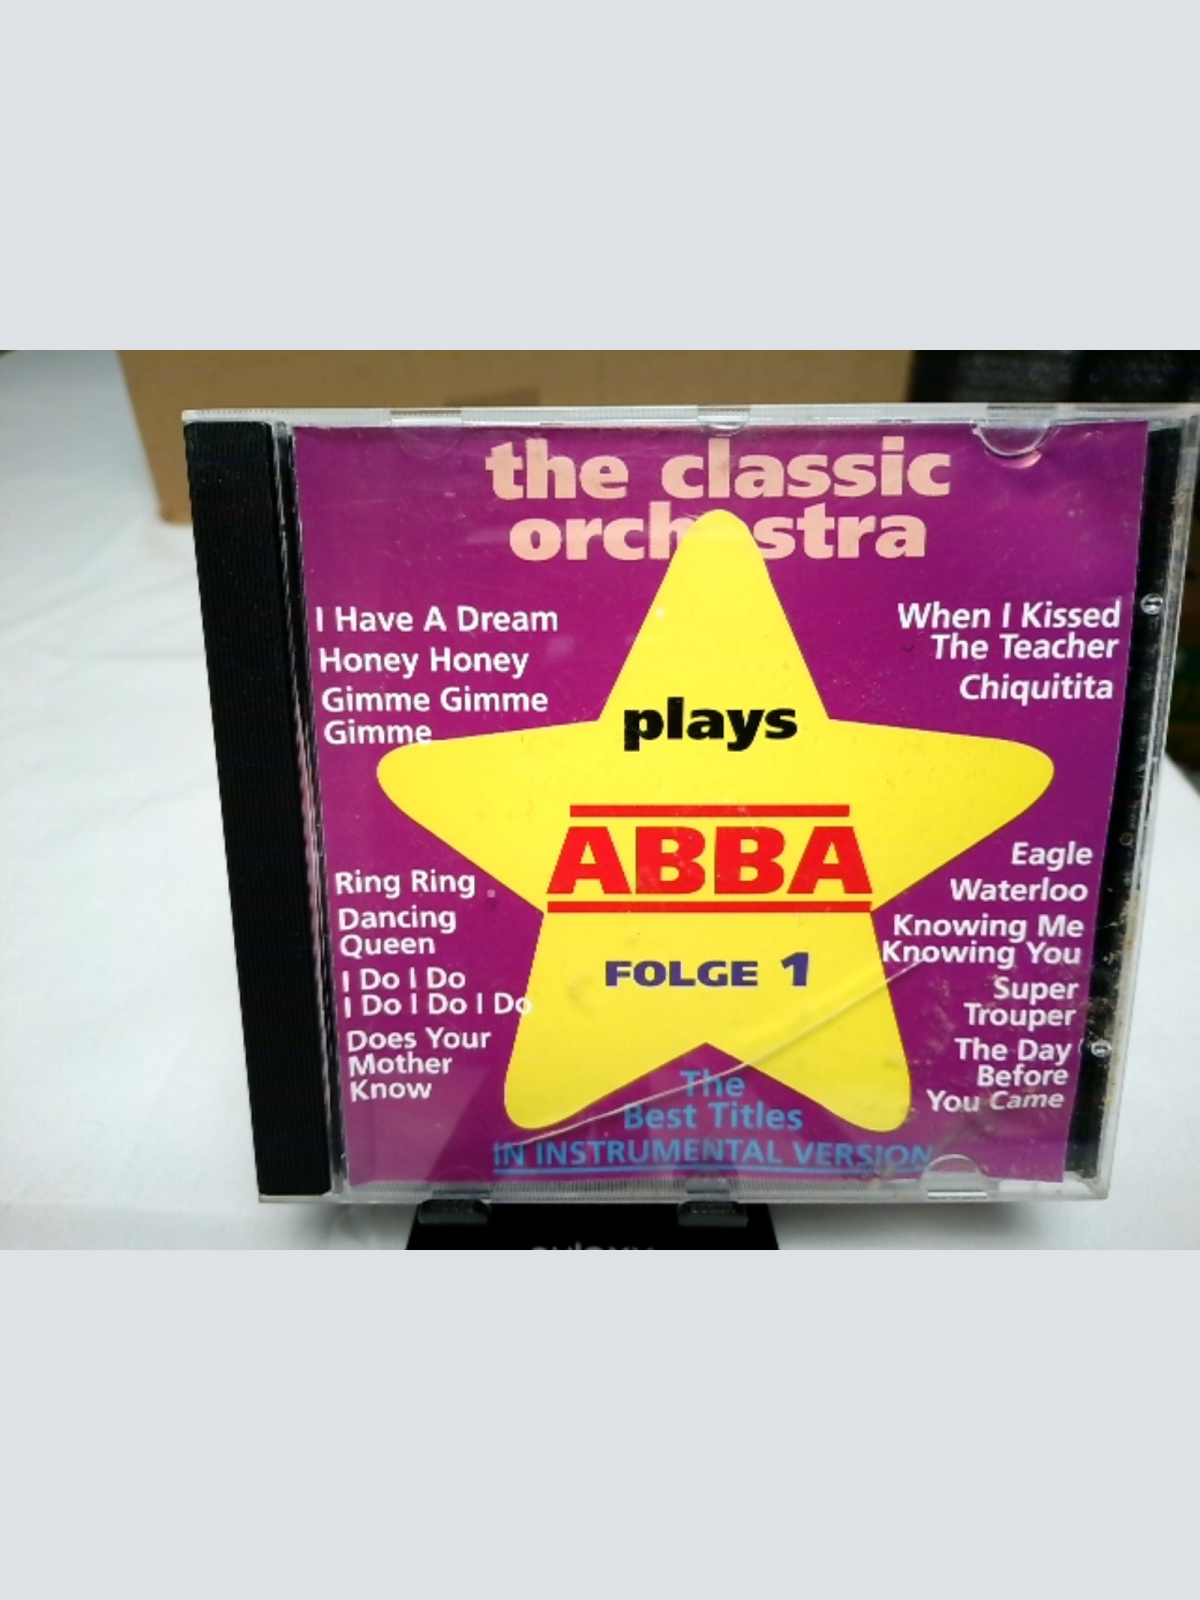 the classic
orchestra
I Have A Dream
Honey Honey
Gimme Gimme
Gimme
When I Kissed
The Teacher
Chiquitita
plays
ABBA
FOLGE 1
Ring Ring
Dancing
Queen
I Do I Do
I Do I Do I Do
Does Your
Mother
Know
Eagle
Waterloo
Knowing Me
Knowing You
Super
Trouper
The Day
Before
You Came
The
Best Titles
IN INSTRUMENTAL VERSION